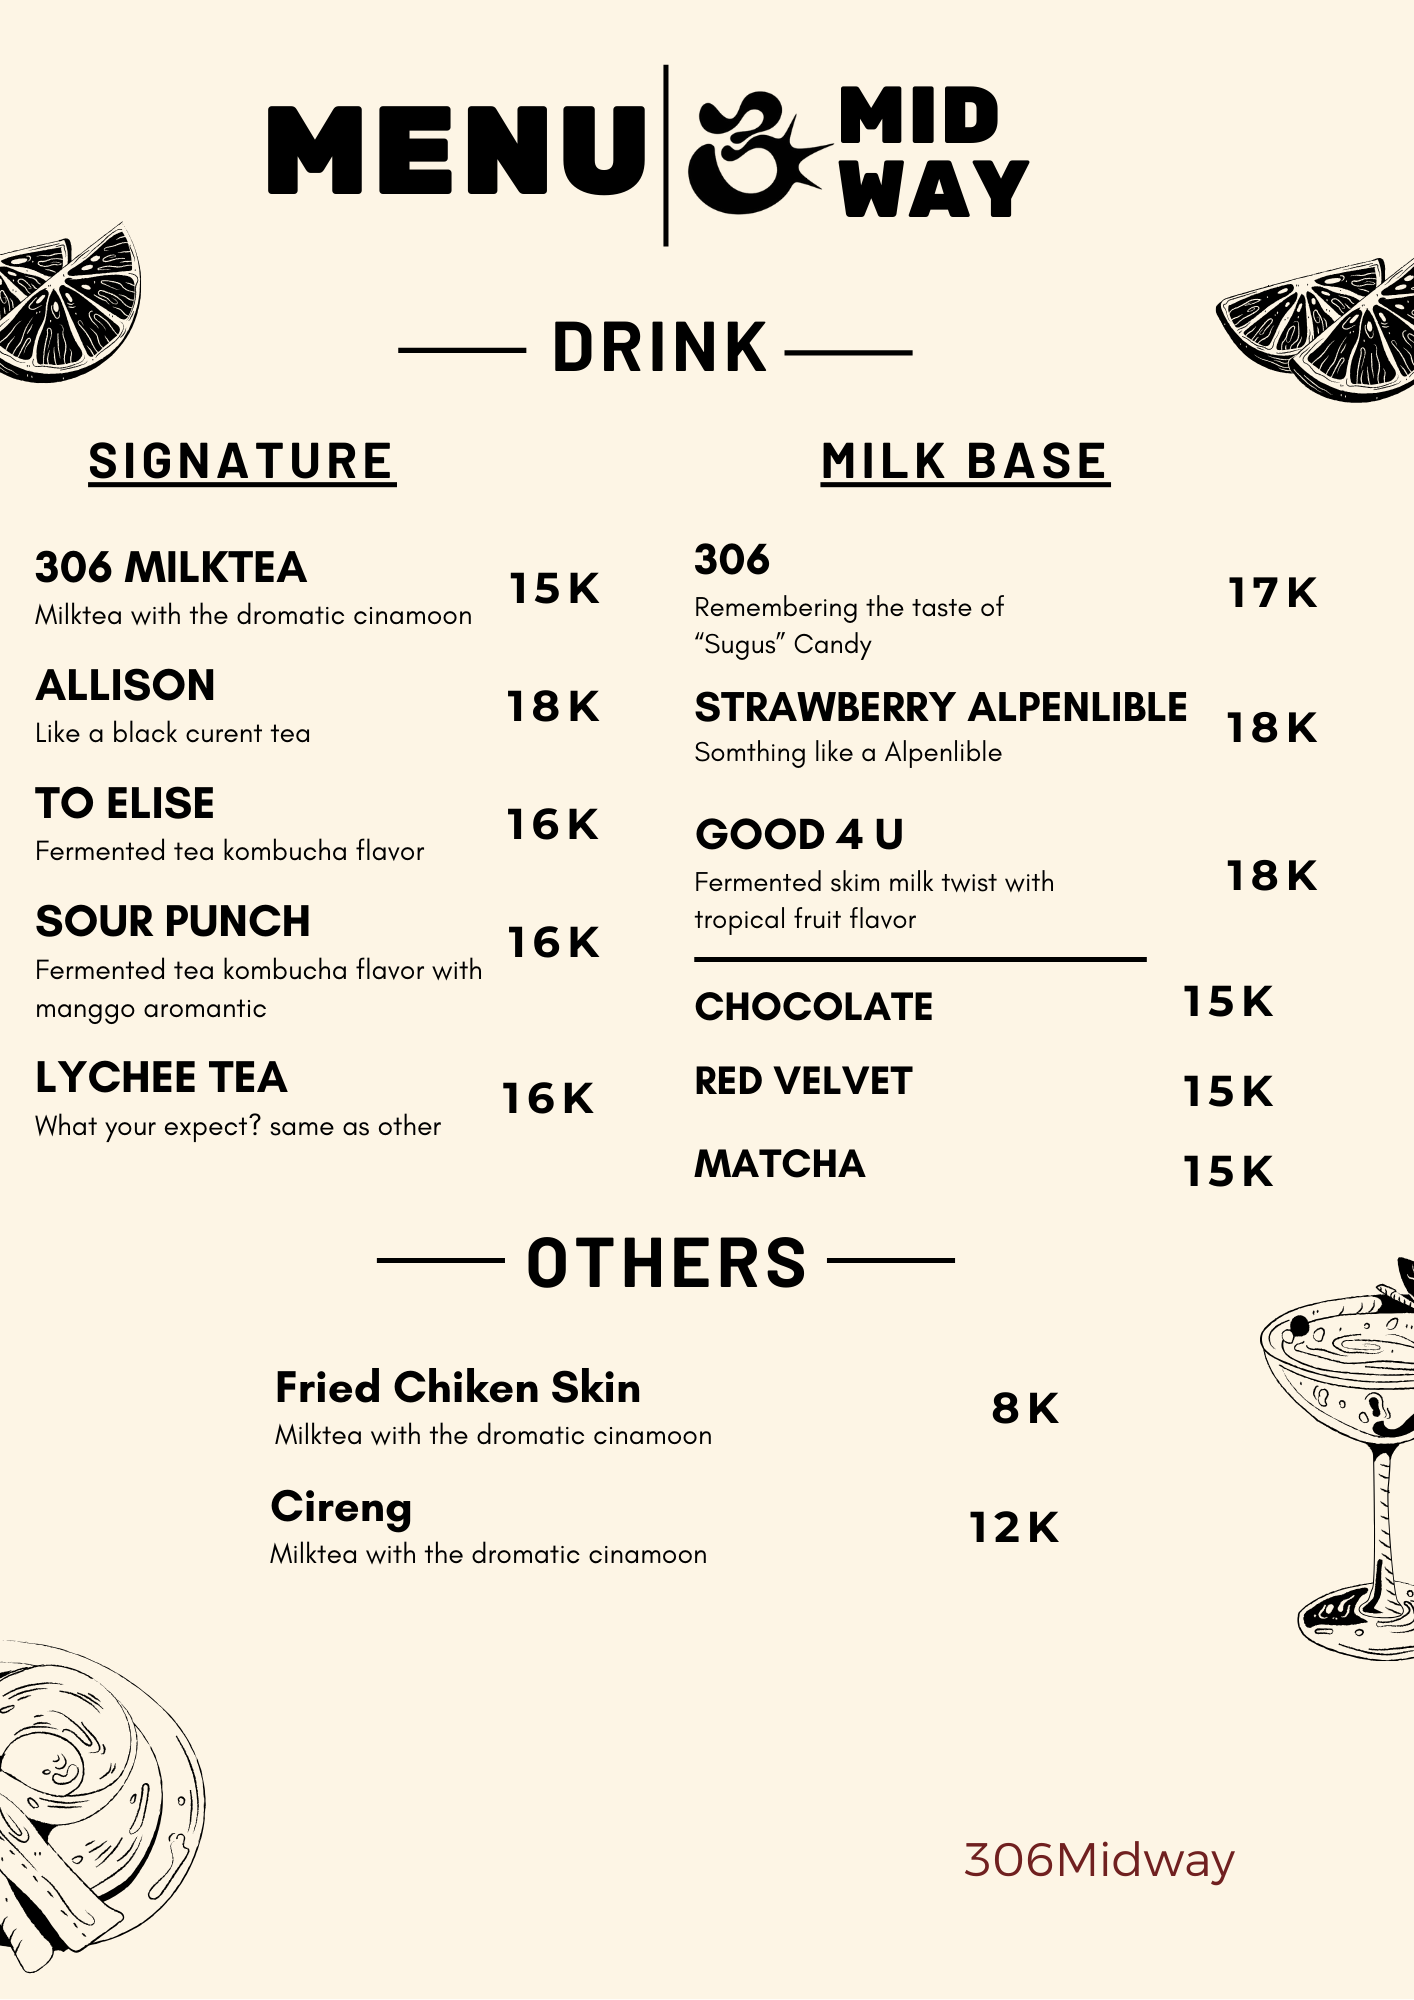 MENU
MID
WAY
DRINK
SIGNATURE
306 MILKTEA
15K
Milktea with the dromatic cinamoon
ALLISON
18K
Like a black curent tea
TO ELISE
16K
Fermented tea kombucha flavor
SOUR PUNCH
16K
Fermented tea kombucha flavor with
manggo aromantic
LYCHEE TEA
16K
What your expect? same as other
MILK BASE
306
17K
Remembering the taste of
“Sugus” Candy
STRAWBERRY ALPENLIBLE
18K
Somthing like a Alpenlible
GOOD 4 U
18K
Fermented skim milk twist with
tropical fruit flavor
CHOCOLATE
15K
RED VELVET
15K
MATCHA
15K
OTHERS
Fried Chiken Skin
8K
Milktea with the dromatic cinamoon
Cireng
12K
Milktea with the dromatic cinamoon
306Midway